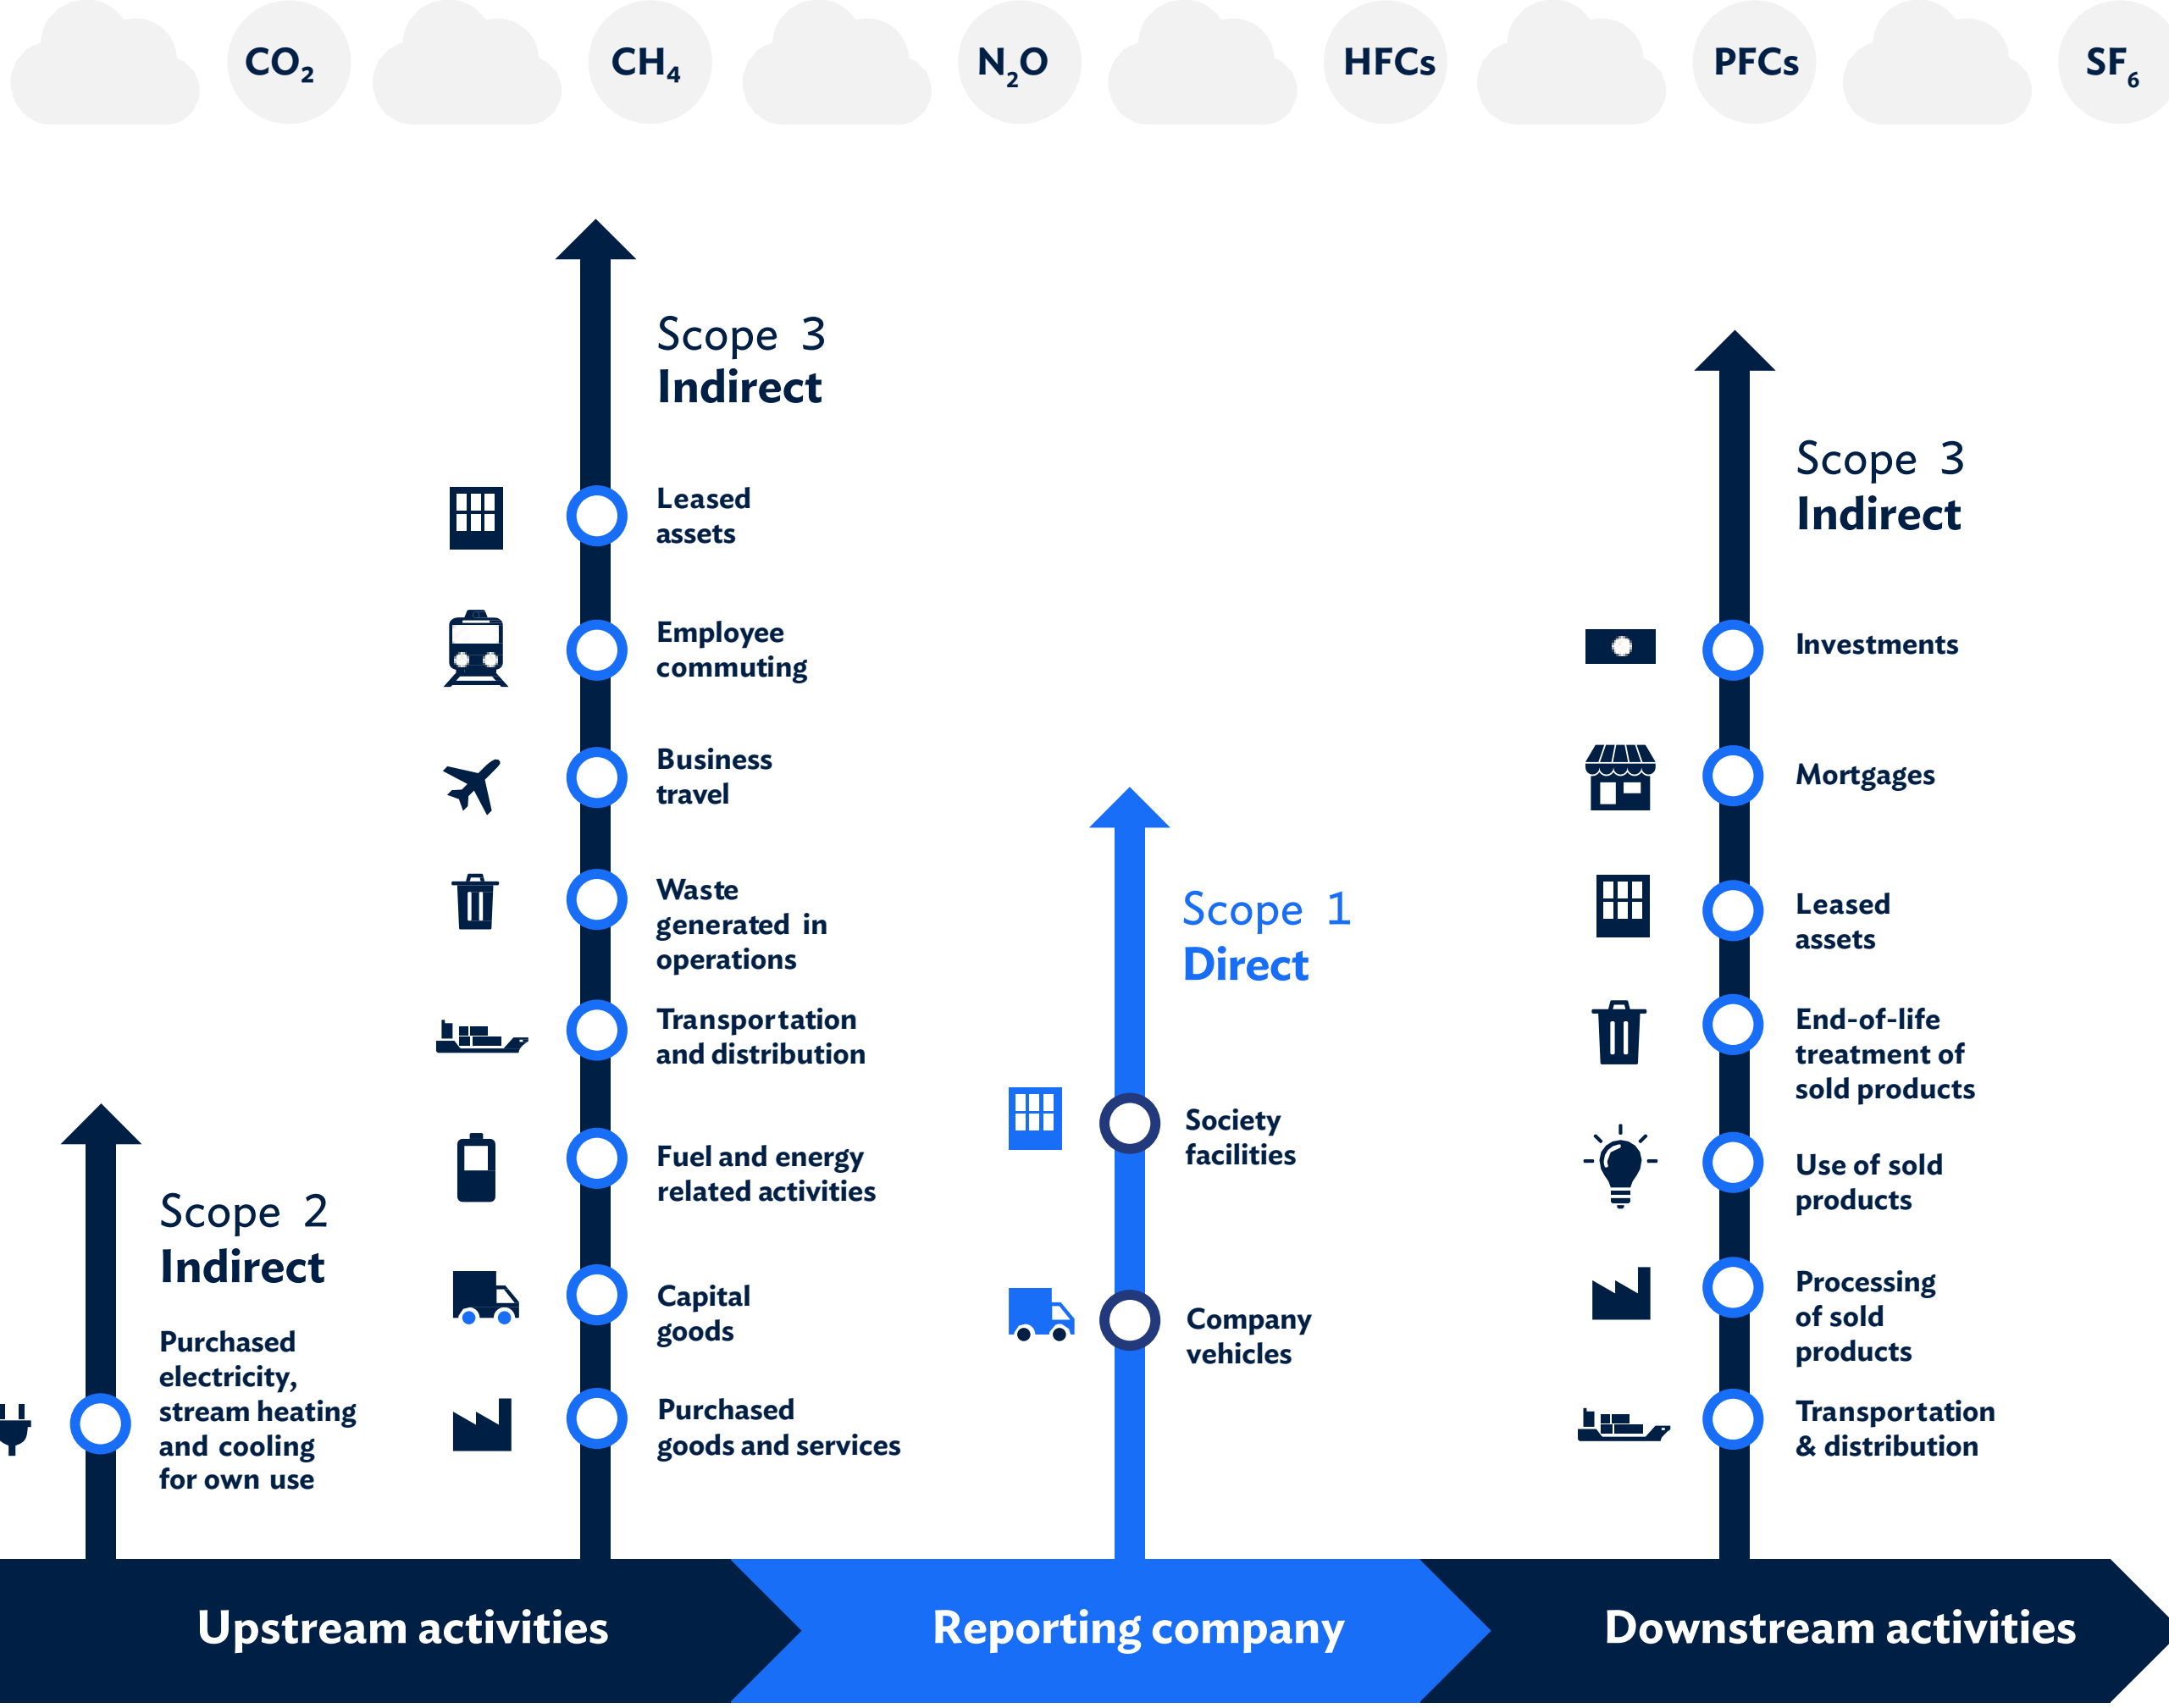 CO₂
CH₄
N₂O
HFCs
PFCs
SF₆
Scope 3
Indirect
Leased
assets
Employee
commuting
Business
travel
Waste
generated in
operations
Transportation
and distribution
Fuel and energy
related activities
Capital
goods
Purchased
goods and services
Scope 2
Indirect
Purchased
electricity,
stream heating
and cooling
for own use
Scope 1
Direct
Society
facilities
Company
vehicles
Scope 3
Indirect
Investments
Mortgages
Leased
assets
End-of-life
treatment of
sold products
Use of sold
products
Processing
of sold
products
Transportation
& distribution
Upstream activities
Reporting company
Downstream activities